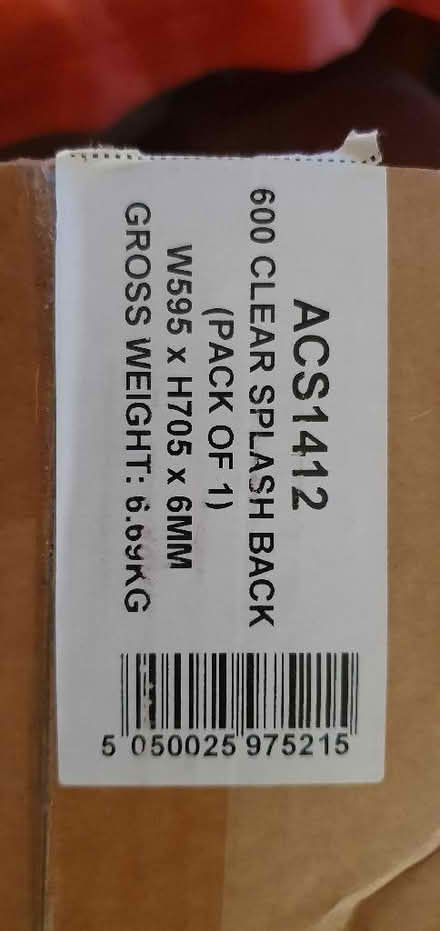 ACS1412
600 CLEAR SPLASH BACK
(PACK OF 1)
W595 x H705 x 6MM
GROSS WEIGHT: 6.69KG
5 050025 975215